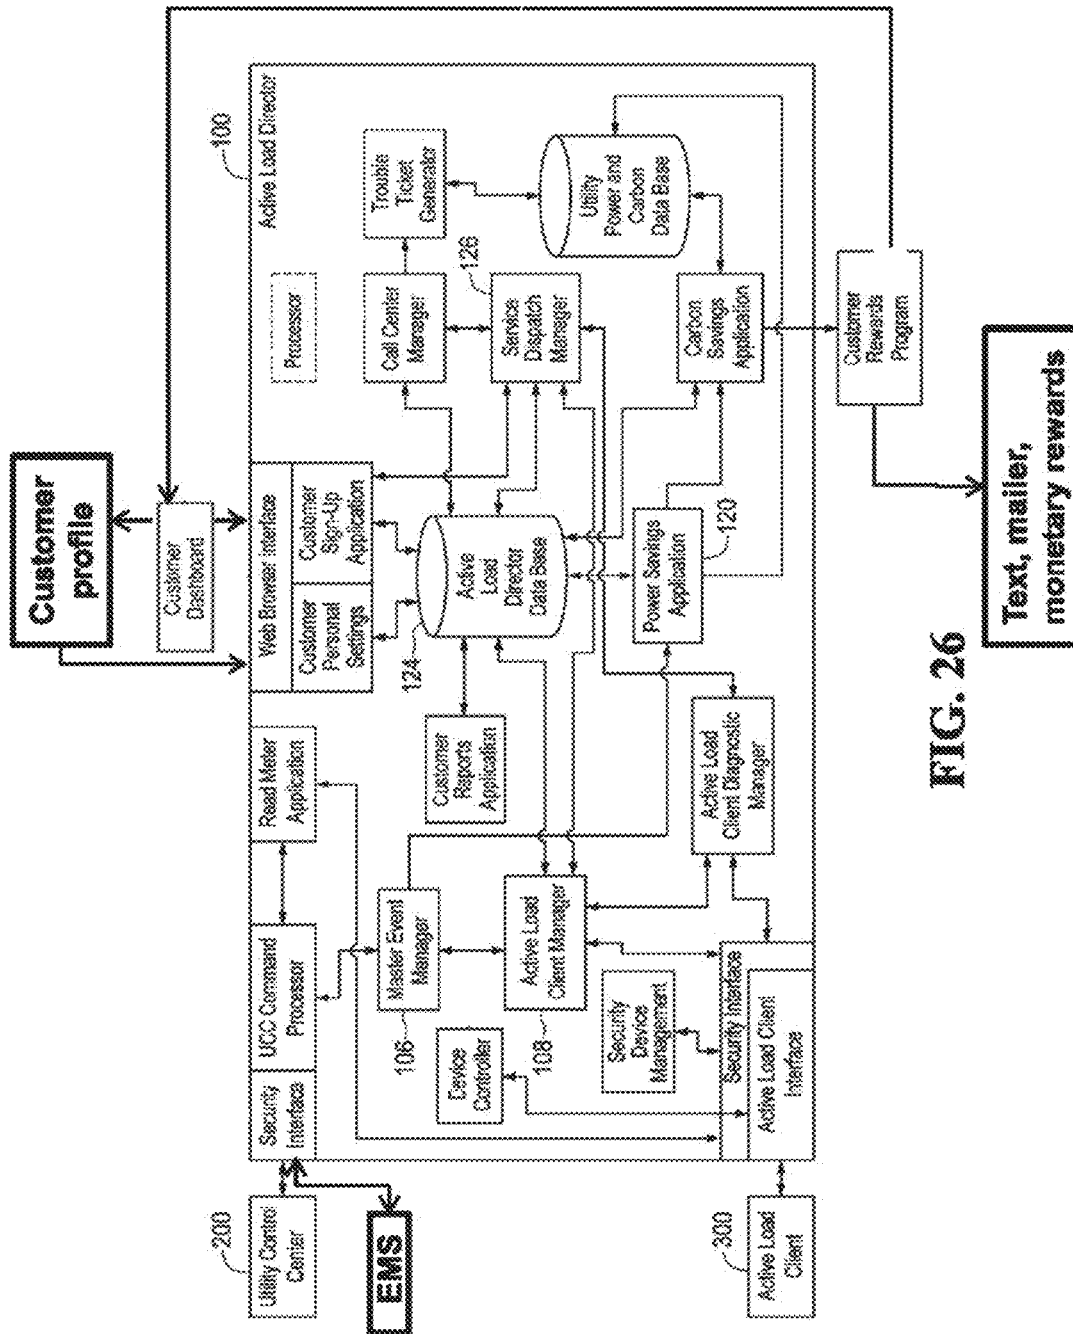 Customer
profile
Customer
Dashboard
100
Active Load Director
200
Utility Control
Center
EMS
Security
Interface
UCC Command
Processor
Read Meter
Application
Web Browser Interface
Customer
Personal
Settings
Customer
Sign-Up
Application
Processor
106
Master Event
Manager
Device
Controller
Customer
Reports
Application
124
Active
Load
Director
Data Base
Call Center
Manager
Trouble
Ticket
Generator
126
Service
Dispatch
Manager
108
Active Load
Client Manager
Security
Device
Management
Utility
Power and
Carbon
Data Base
Power Savings
Application
120
Carbon
Savings
Application
Active Load
Client Diagnostic
Manager
Security Interface
Active Load Client
Interface
300
Active Load
Client
Customer
Rewards
Program
Text, mailer,
monetary rewards
FIG. 26